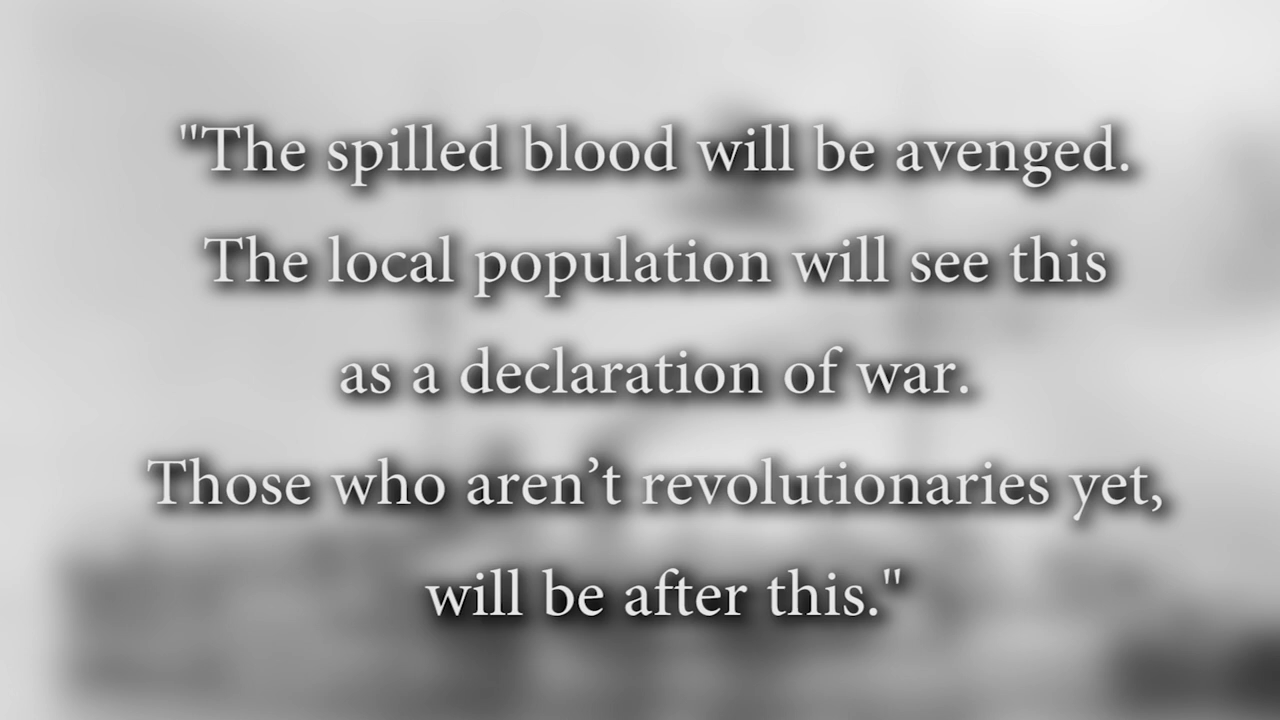 "The spilled blood will be avenged.
The local population will see this
as a declaration of war.
Those who aren’t revolutionaries yet,
will be after this."